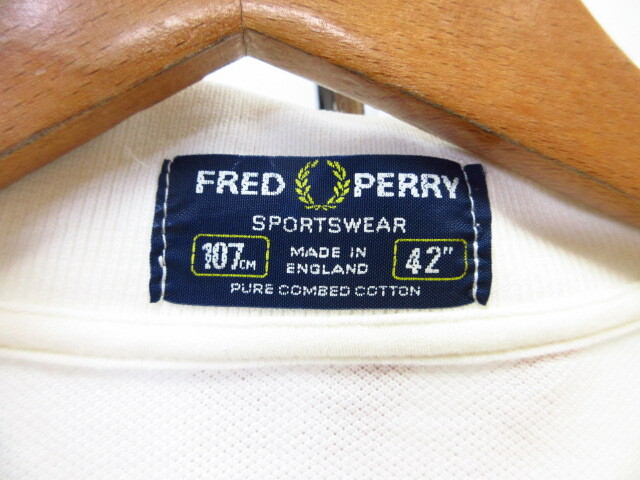 FRED PERRY
SPORTSWEAR
107CM
MADE IN
ENGLAND
42"
PURE COMBED COTTON